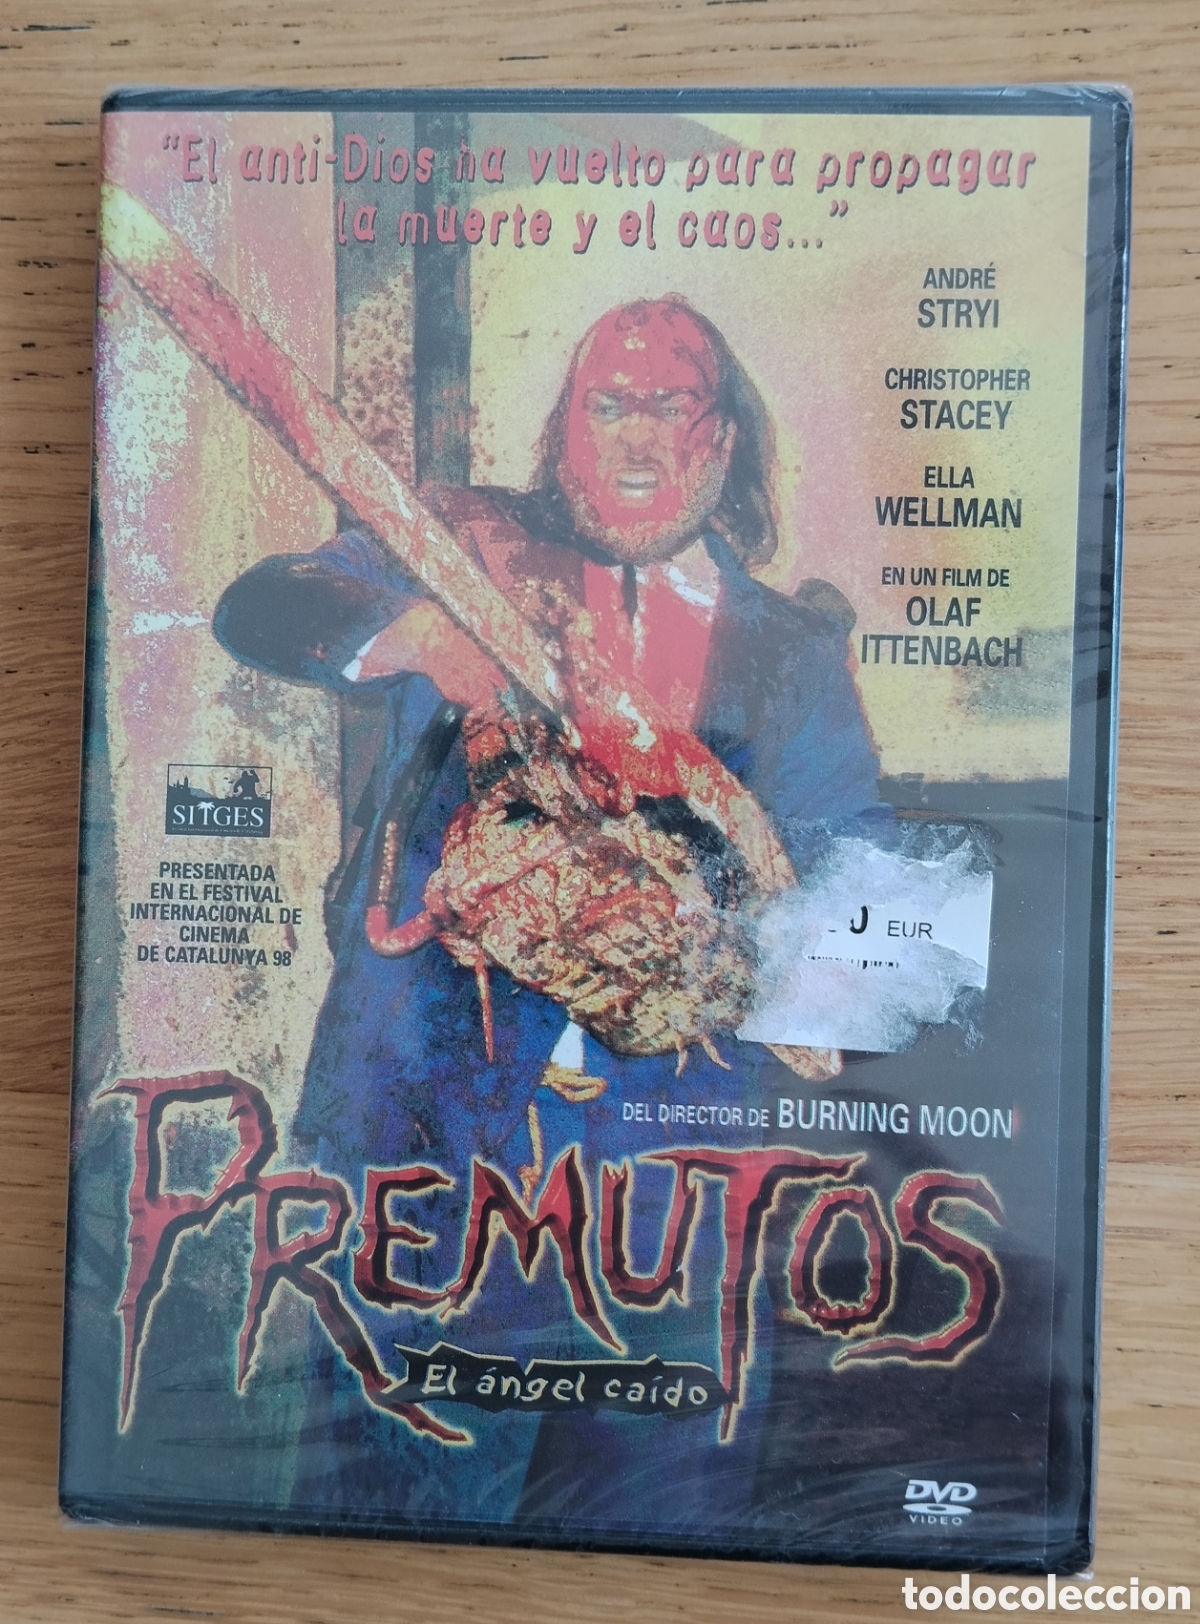 "El anti-Dios ha vuelto para propagar
la muerte y el caos..."
ANDRÉ
STRYI
CHRISTOPHER
STACEY
ELLA
WELLMAN
EN UN FILM DE
OLAF
ITTENBACH
SITGES
PRESENTADA
EN EL FESTIVAL
INTERNACIONAL DE
CINEMA
DE CATALUNYA 98
0 EUR
DEL DIRECTOR DE BURNING MOON
PREMUTOS
El ángel caído
DVD
VIDEO
todocoleccion